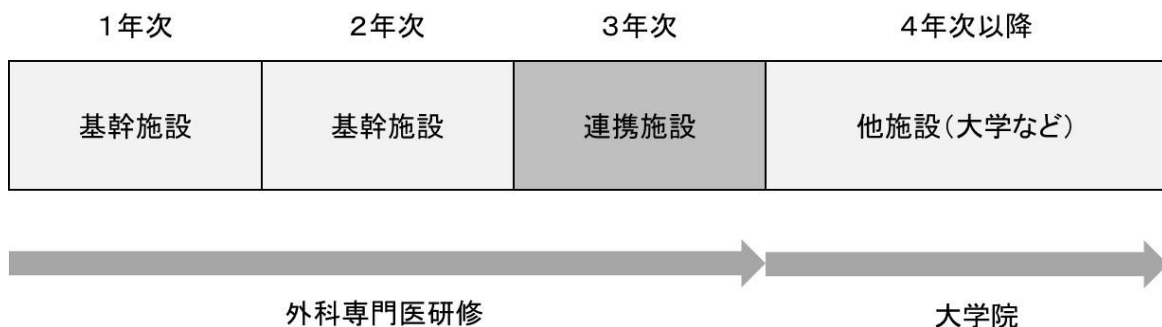 1年次 2年次 3年次 4年次以降
基幹施設 基幹施設 連携施設 他施設(大学など)
外科専門医研修 大学院